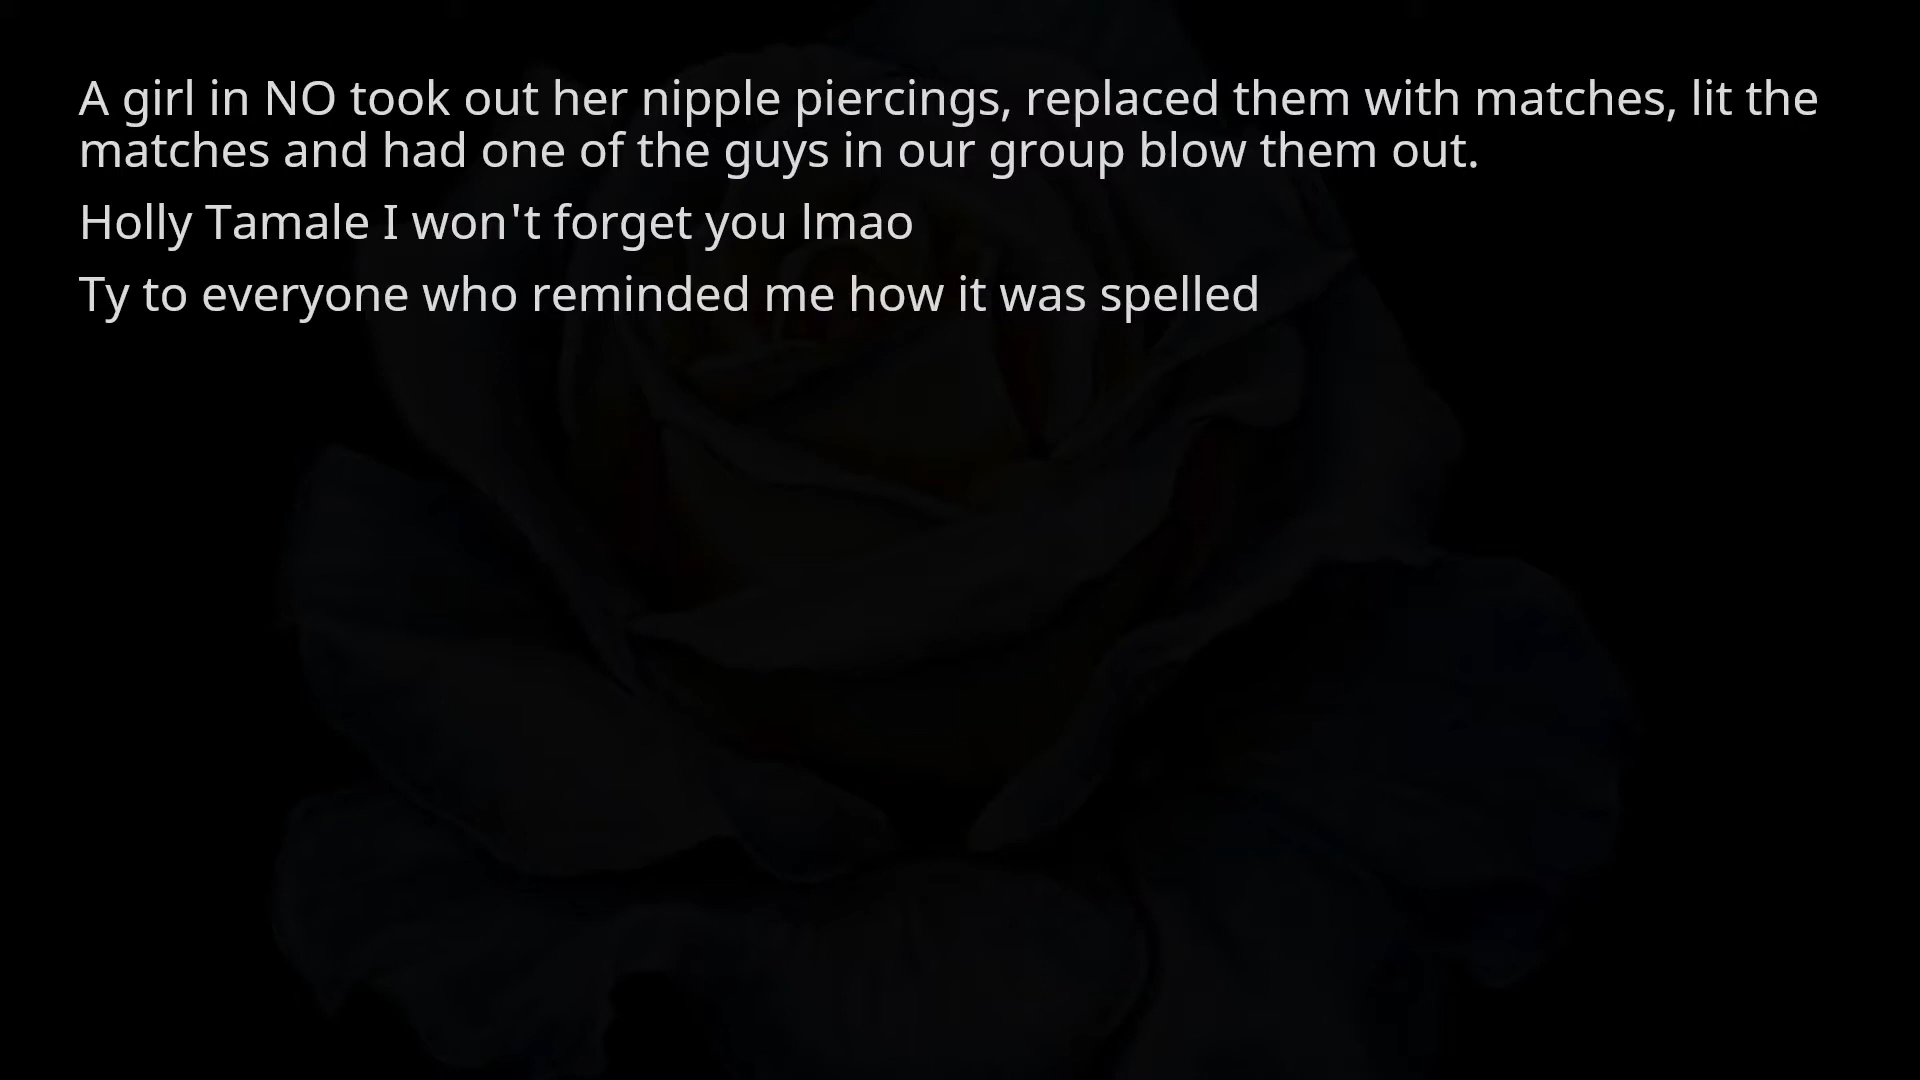 A girl in NO took out her nipple piercings, replaced them with matches, lit the
matches and had one of the guys in our group blow them out.
Holly Tamale I won't forget you lmao
Ty to everyone who reminded me how it was spelled